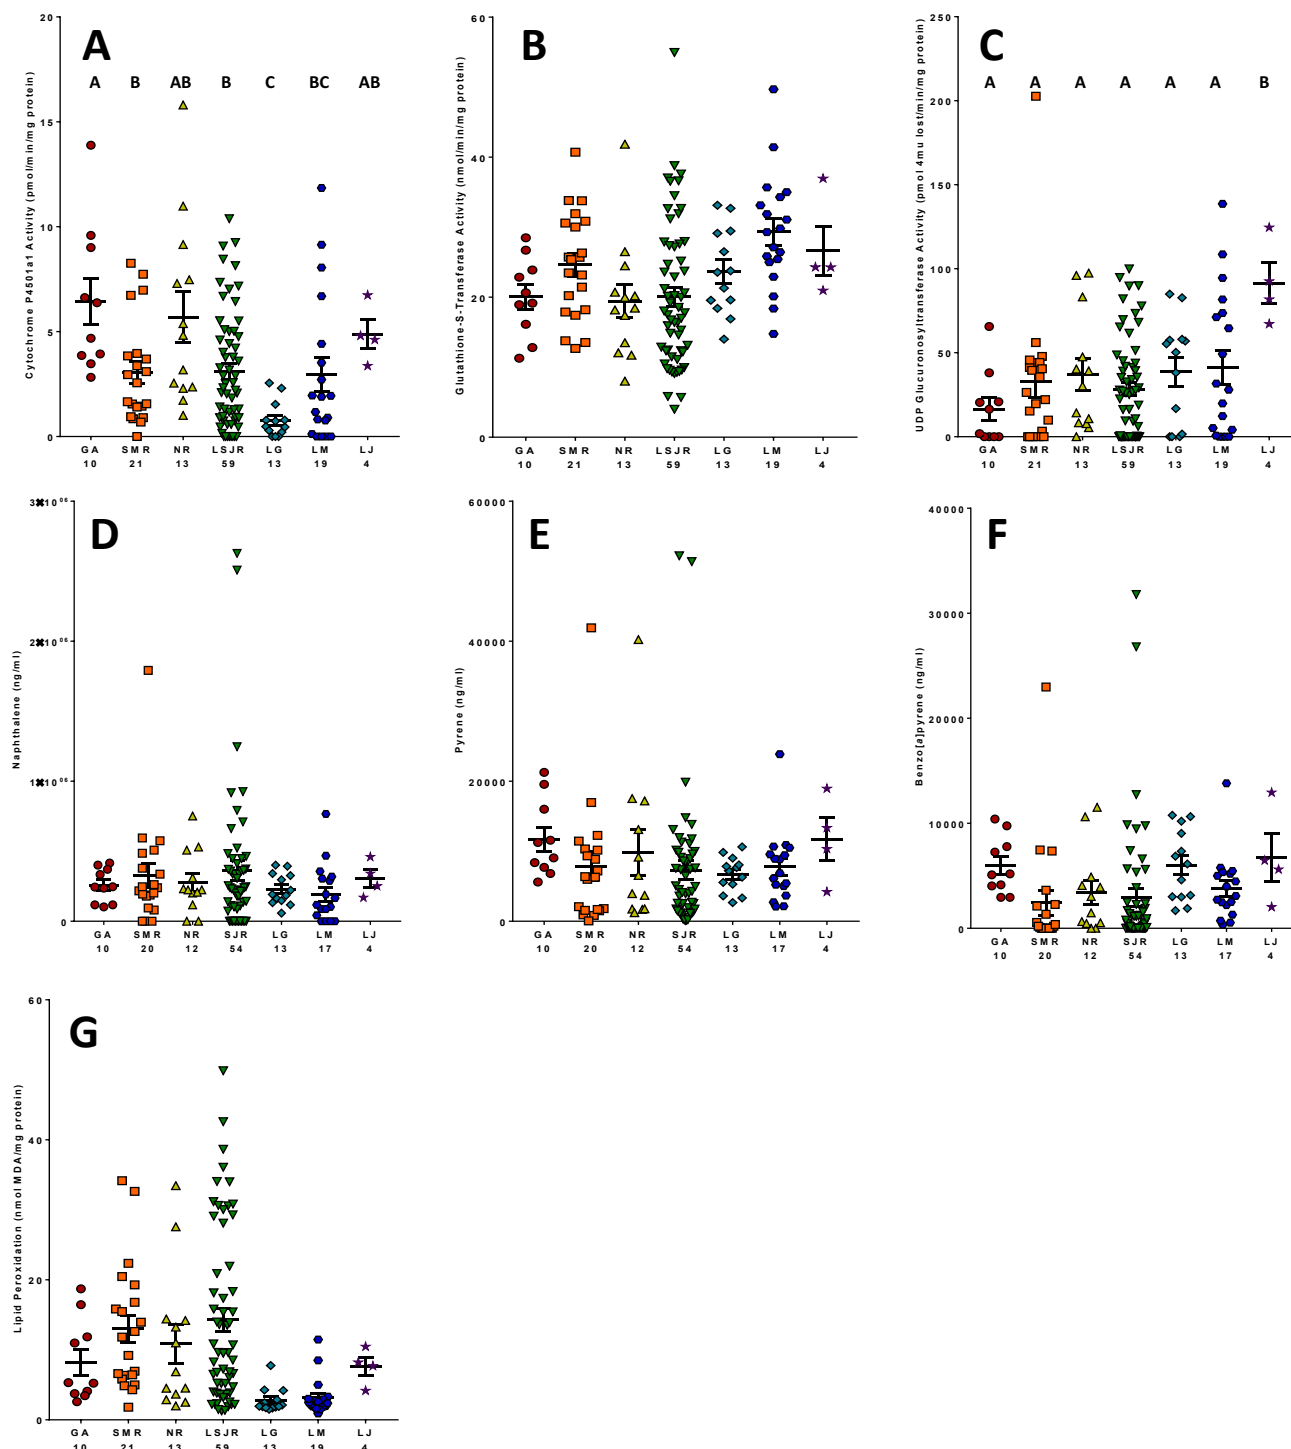 A
Cytochrome P4501a1 Activity (pmol/min/mg protein)
20
15
10
5
0
A B AB B C BC AB
GA SMR NR LSJR LG LM LJ
10 21 13 59 13 19 4
B
Glutathione-S-Transferase Activity (nmol/min/mg protein)
60
40
20
0
GA SMR NR LSJR LG LM LJ
10 21 13 59 13 19 4
C
UDP Glucuronosyltransferase Activity (pmol 4mu lost/min/mg protein)
250
200
150
100
50
0
A A A A A A B
GA SMR NR LSJR LG LM LJ
10 21 13 59 13 19 4
D
Naphthalene (ng/ml)
3×10⁰⁶
2×10⁰⁶
1×10⁰⁶
0
GA SMR NR SJR LG LM LJ
10 20 12 54 13 17 4
E
Pyrene (ng/ml)
60000
40000
20000
0
GA SMR NR SJR LG LM LJ
10 20 12 54 13 17 4
F
Benzo[a]pyrene (ng/ml)
40000
30000
20000
10000
0
GA SMR NR SJR LG LM LJ
10 20 12 54 13 17 4
G
Lipid Peroxidation (nmol MDA/mg protein)
60
40
20
0
GA SMR NR LSJR LG LM LJ
10 21 13 59 13 19 4